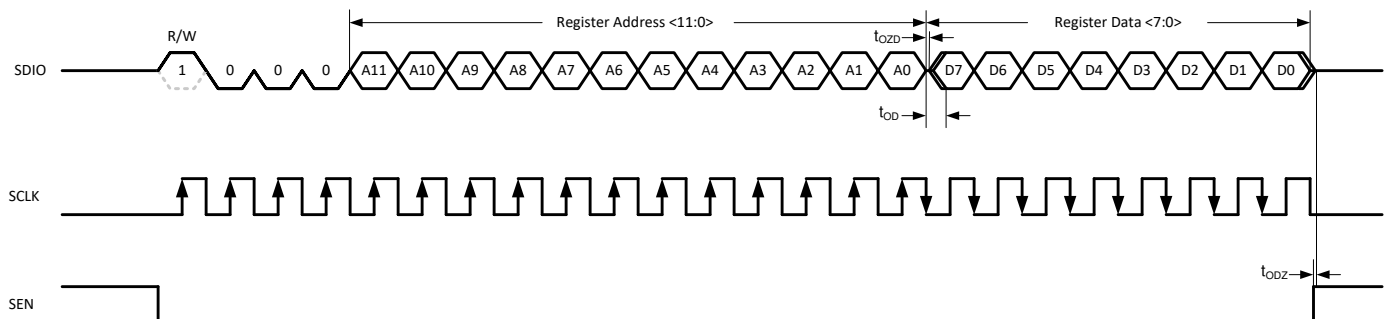 Register Address <11:0> Register Data <7:0>
R/W tOZD
SDIO 1 0 0 0 A11 A10 A9 A8 A7 A6 A5 A4 A3 A2 A1 A0 D7 D6 D5 D4 D3 D2 D1 D0
tOD
SCLK
tODZ
SEN